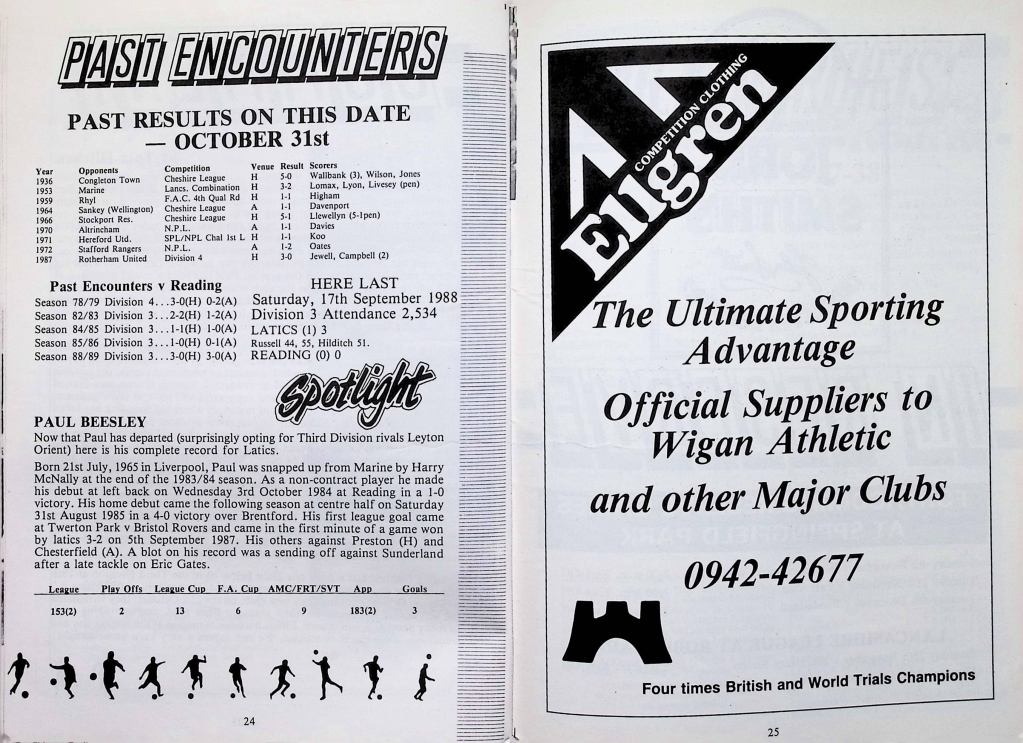 PAST ENCOUNTERS
PAST RESULTS ON THIS DATE
— OCTOBER 31st
Year Opponents Competition Venue Result Scorers
1936 Congleton Town Cheshire League H 5-0 Wallbank (3), Wilson, Jones
1953 Marine Lancs. Combination H 3-2 Lomax, Lyon, Livesey (pen)
1959 Rhyl F.A.C. 4th Qual Rd H 1-1 Higham
1964 Sankey (Wellington) Cheshire League A 1-1 Davenport
1966 Stockport Res. Cheshire League H 5-1 Llewellyn (5-1pen)
1970 Altrincham N.P.L. A 1-1 Davies
1971 Hereford Utd. SPL/NPL Chal 1st L H 1-1 Koo
1972 Stafford Rangers N.P.L. A 1-2 Oates
1987 Rotherham United Division 4 H 3-0 Jewell, Campbell (2)
Past Encounters v Reading
Season 78/79 Division 4...3-0(H) 0-2(A)
Season 82/83 Division 3...2-2(H) 1-2(A)
Season 84/85 Division 3...1-1(H) 1-0(A)
Season 85/86 Division 3...1-0(H) 0-1(A)
Season 88/89 Division 3...3-0(H) 3-0(A)
HERE LAST
Saturday, 17th September 1988
Division 3 Attendance 2,534
LATICS (1) 3
Russell 44, 55, Hilditch 51.
READING (0) 0
Spotlight
PAUL BEESLEY
Now that Paul has departed (surprisingly opting for Third Division rivals Leyton
Orient) here is his complete record for Latics.
Born 21st July, 1965 in Liverpool, Paul was snapped up from Marine by Harry
McNally at the end of the 1983/84 season. As a non-contract player he made
his debut at left back on Wednesday 3rd October 1984 at Reading in a 1-0
victory. His home debut came the following season at centre half on Saturday
31st August 1985 in a 4-0 victory over Brentford. His first league goal came
at Twerton Park v Bristol Rovers and came in the first minute of a game won
by latics 3-2 on 5th September 1987. His others against Preston (H) and
Chesterfield (A). A blot on his record was a sending off against Sunderland
after a late tackle on Eric Gates.
League Play Offs League Cup F.A. Cup AMC/FRT/SVT App Goals
153(2) 2 13 6 9 183(2) 3
24
COMPETITION CLOTHING
Ellgren
The Ultimate Sporting
Advantage
Official Suppliers to
Wigan Athletic
and other Major Clubs
0942-42677
Four times British and World Trials Champions
25